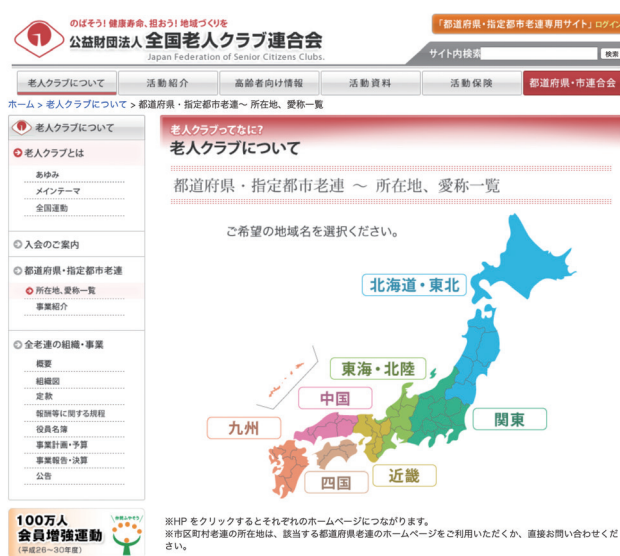 のばそう!健康寿命、担おう!地域づくりを
公益財団法人 全国老人クラブ連合会
Japan Federation of Senior Citizens Clubs.
「都道府県・指定都市老連専用サイト」ログイン
サイト内検索
検索
老人クラブについて
活動紹介
高齢者向け情報
活動資料
活動保険
都道府県・市連合会
ホーム > 老人クラブについて > 都道府県・指定都市老連~ 所在地、愛称一覧
老人クラブについて
老人クラブとは
あゆみ
メインテーマ
全国運動
入会のご案内
都道府県・指定都市老連
所在地、愛称一覧
事業紹介
全老連の組織・事業
概要
組織図
定款
報酬等に関する規程
役員名簿
事業計画・予算
事業報告・決算
公告
100万人
会員増強運動
(平成26~30年度)
老人クラブってなに?
老人クラブについて
都道府県・指定都市老連 ~ 所在地、愛称一覧
ご希望の地域名を選択ください。
北海道・東北
東海・北陸
中国
関東
九州
近畿
四国
※HP をクリックするとそれぞれのホームページにつながります。
※市区町村老連の所在地は、該当する都道府県老連のホームページをご利用いただくか、直接お問い合わせくだ
さい。